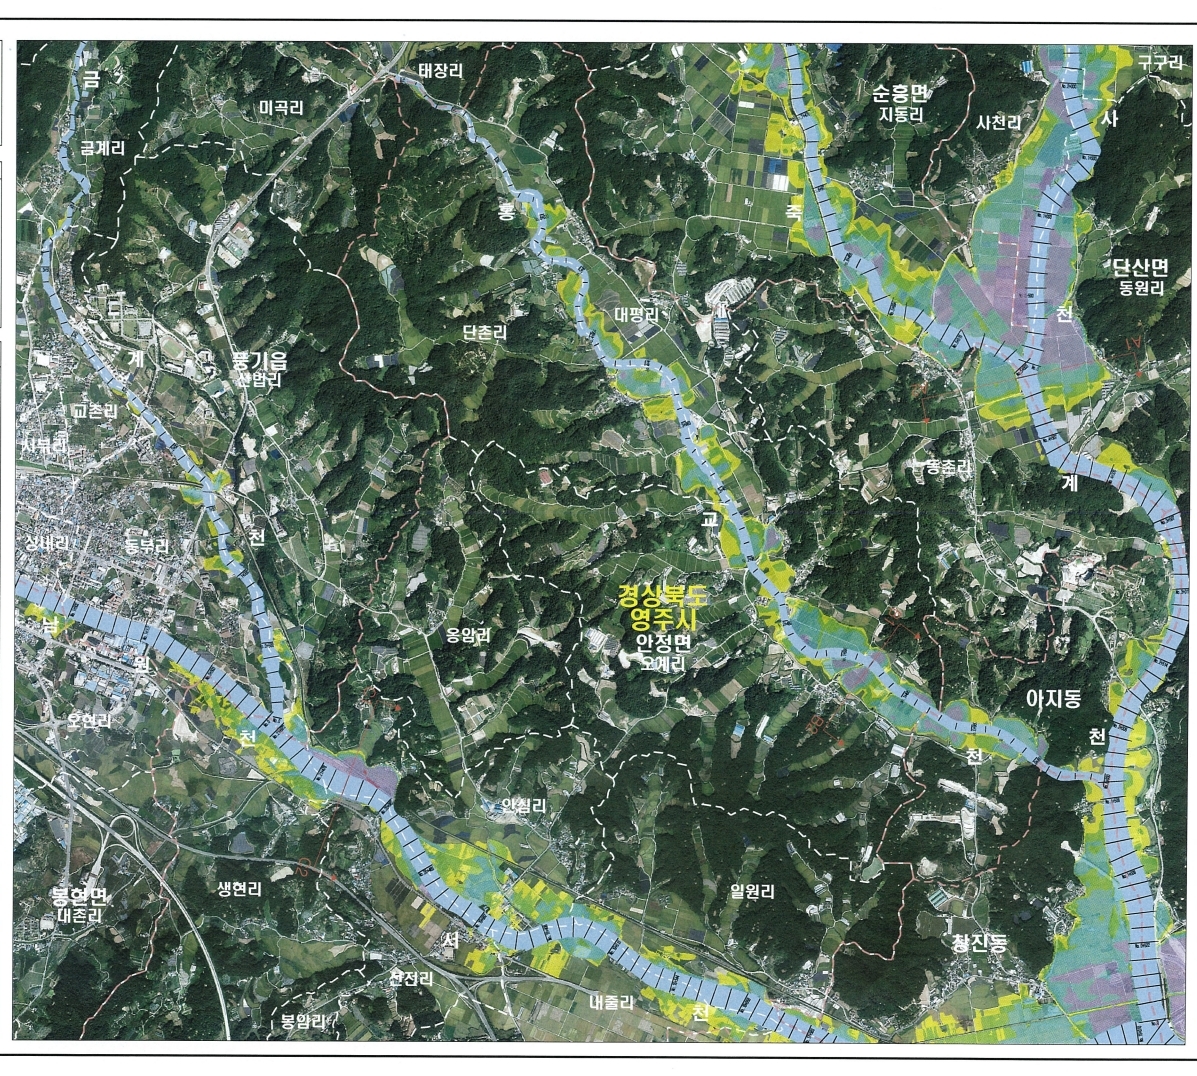 금
태장리
구구리
미곡리
순흥면
지동리
사천리
사
금계리
홍
죽
단산면
동원리
대평리
천
단촌리
계
풍기읍
산법리
교촌리
서부리
동촌리
계
교
성내리
동부리
천
경상북도
영주시
안정면
오계리
남
원
용암리
오현리
천
아지동
천
천
안심리
생현리
일원리
봉현면
대촌리
서
창진동
신전리
내줄리
천
봉암리